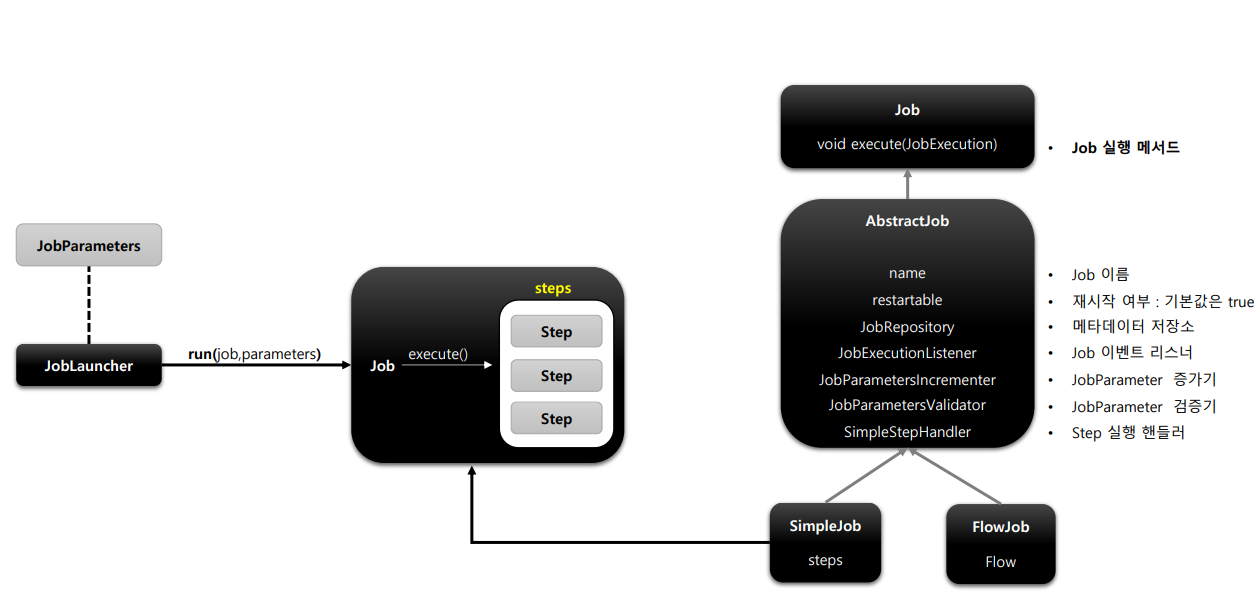 JobParameters
JobLauncher
run(job,parameters)
steps
Job
execute()
Step
Step
Step
Job
void execute(JobExecution)
• Job 실행 메서드
AbstractJob
name
• Job 이름
restartable
• 재시작 여부 : 기본값은 true
JobRepository
• 메타데이터 저장소
JobExecutionListener
• Job 이벤트 리스너
JobParametersIncrementer
• JobParameter 증가기
JobParametersValidator
• JobParameter 검증기
SimpleStepHandler
• Step 실행 핸들러
SimpleJob
steps
FlowJob
Flow